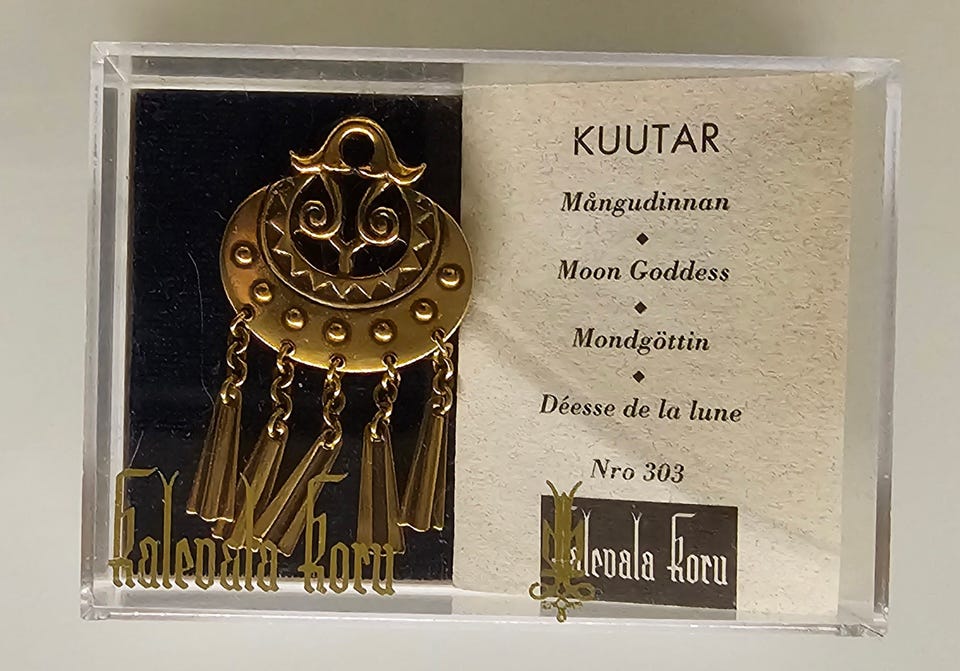 KUUTAR
Mångudinnan
Moon Goddess
Mondgöttin
Déesse de la lune
Nro 303
Kalevala Koru
Kalevala Koru